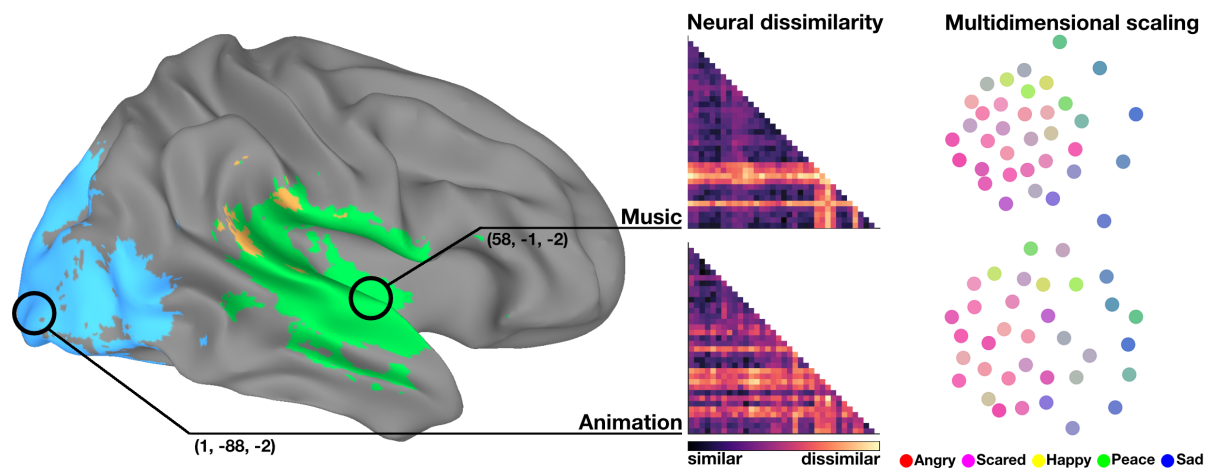 Neural dissimilarity
Multidimensional scaling
Music
(58, -1, -2)
Animation
(1, -88, -2)
similar dissimilar
Angry Scared Happy Peace Sad